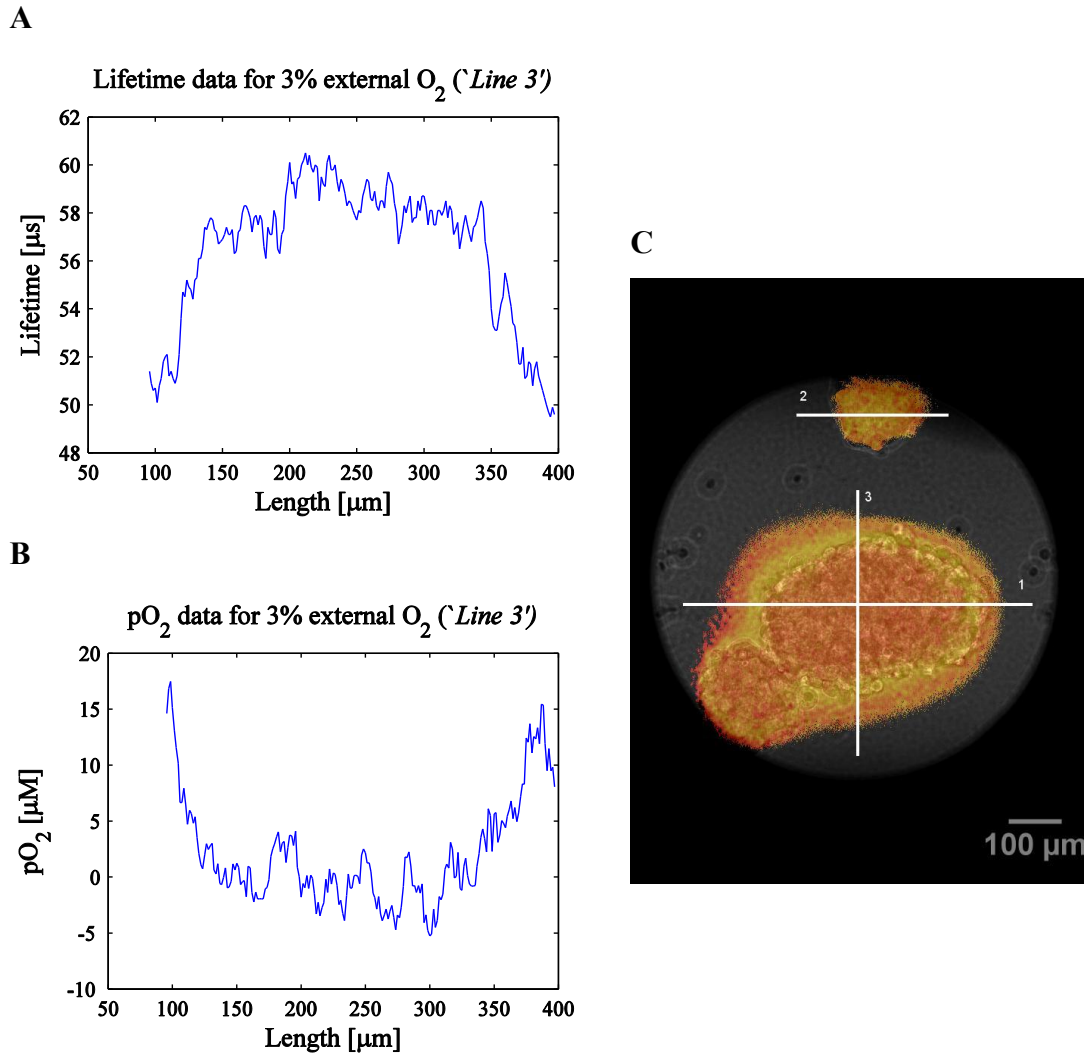 A
Lifetime data for 3% external O2 (`Line 3')
62
60
58
56
54
52
50
48
Lifetime [μs]
50 100 150 200 250 300 350 400
Length [μm]
B
pO2 data for 3% external O2 (`Line 3')
20
15
10
5
0
-5
-10
pO2 [μM]
50 100 150 200 250 300 350 400
Length [μm]
C
2
3
1
100 μm